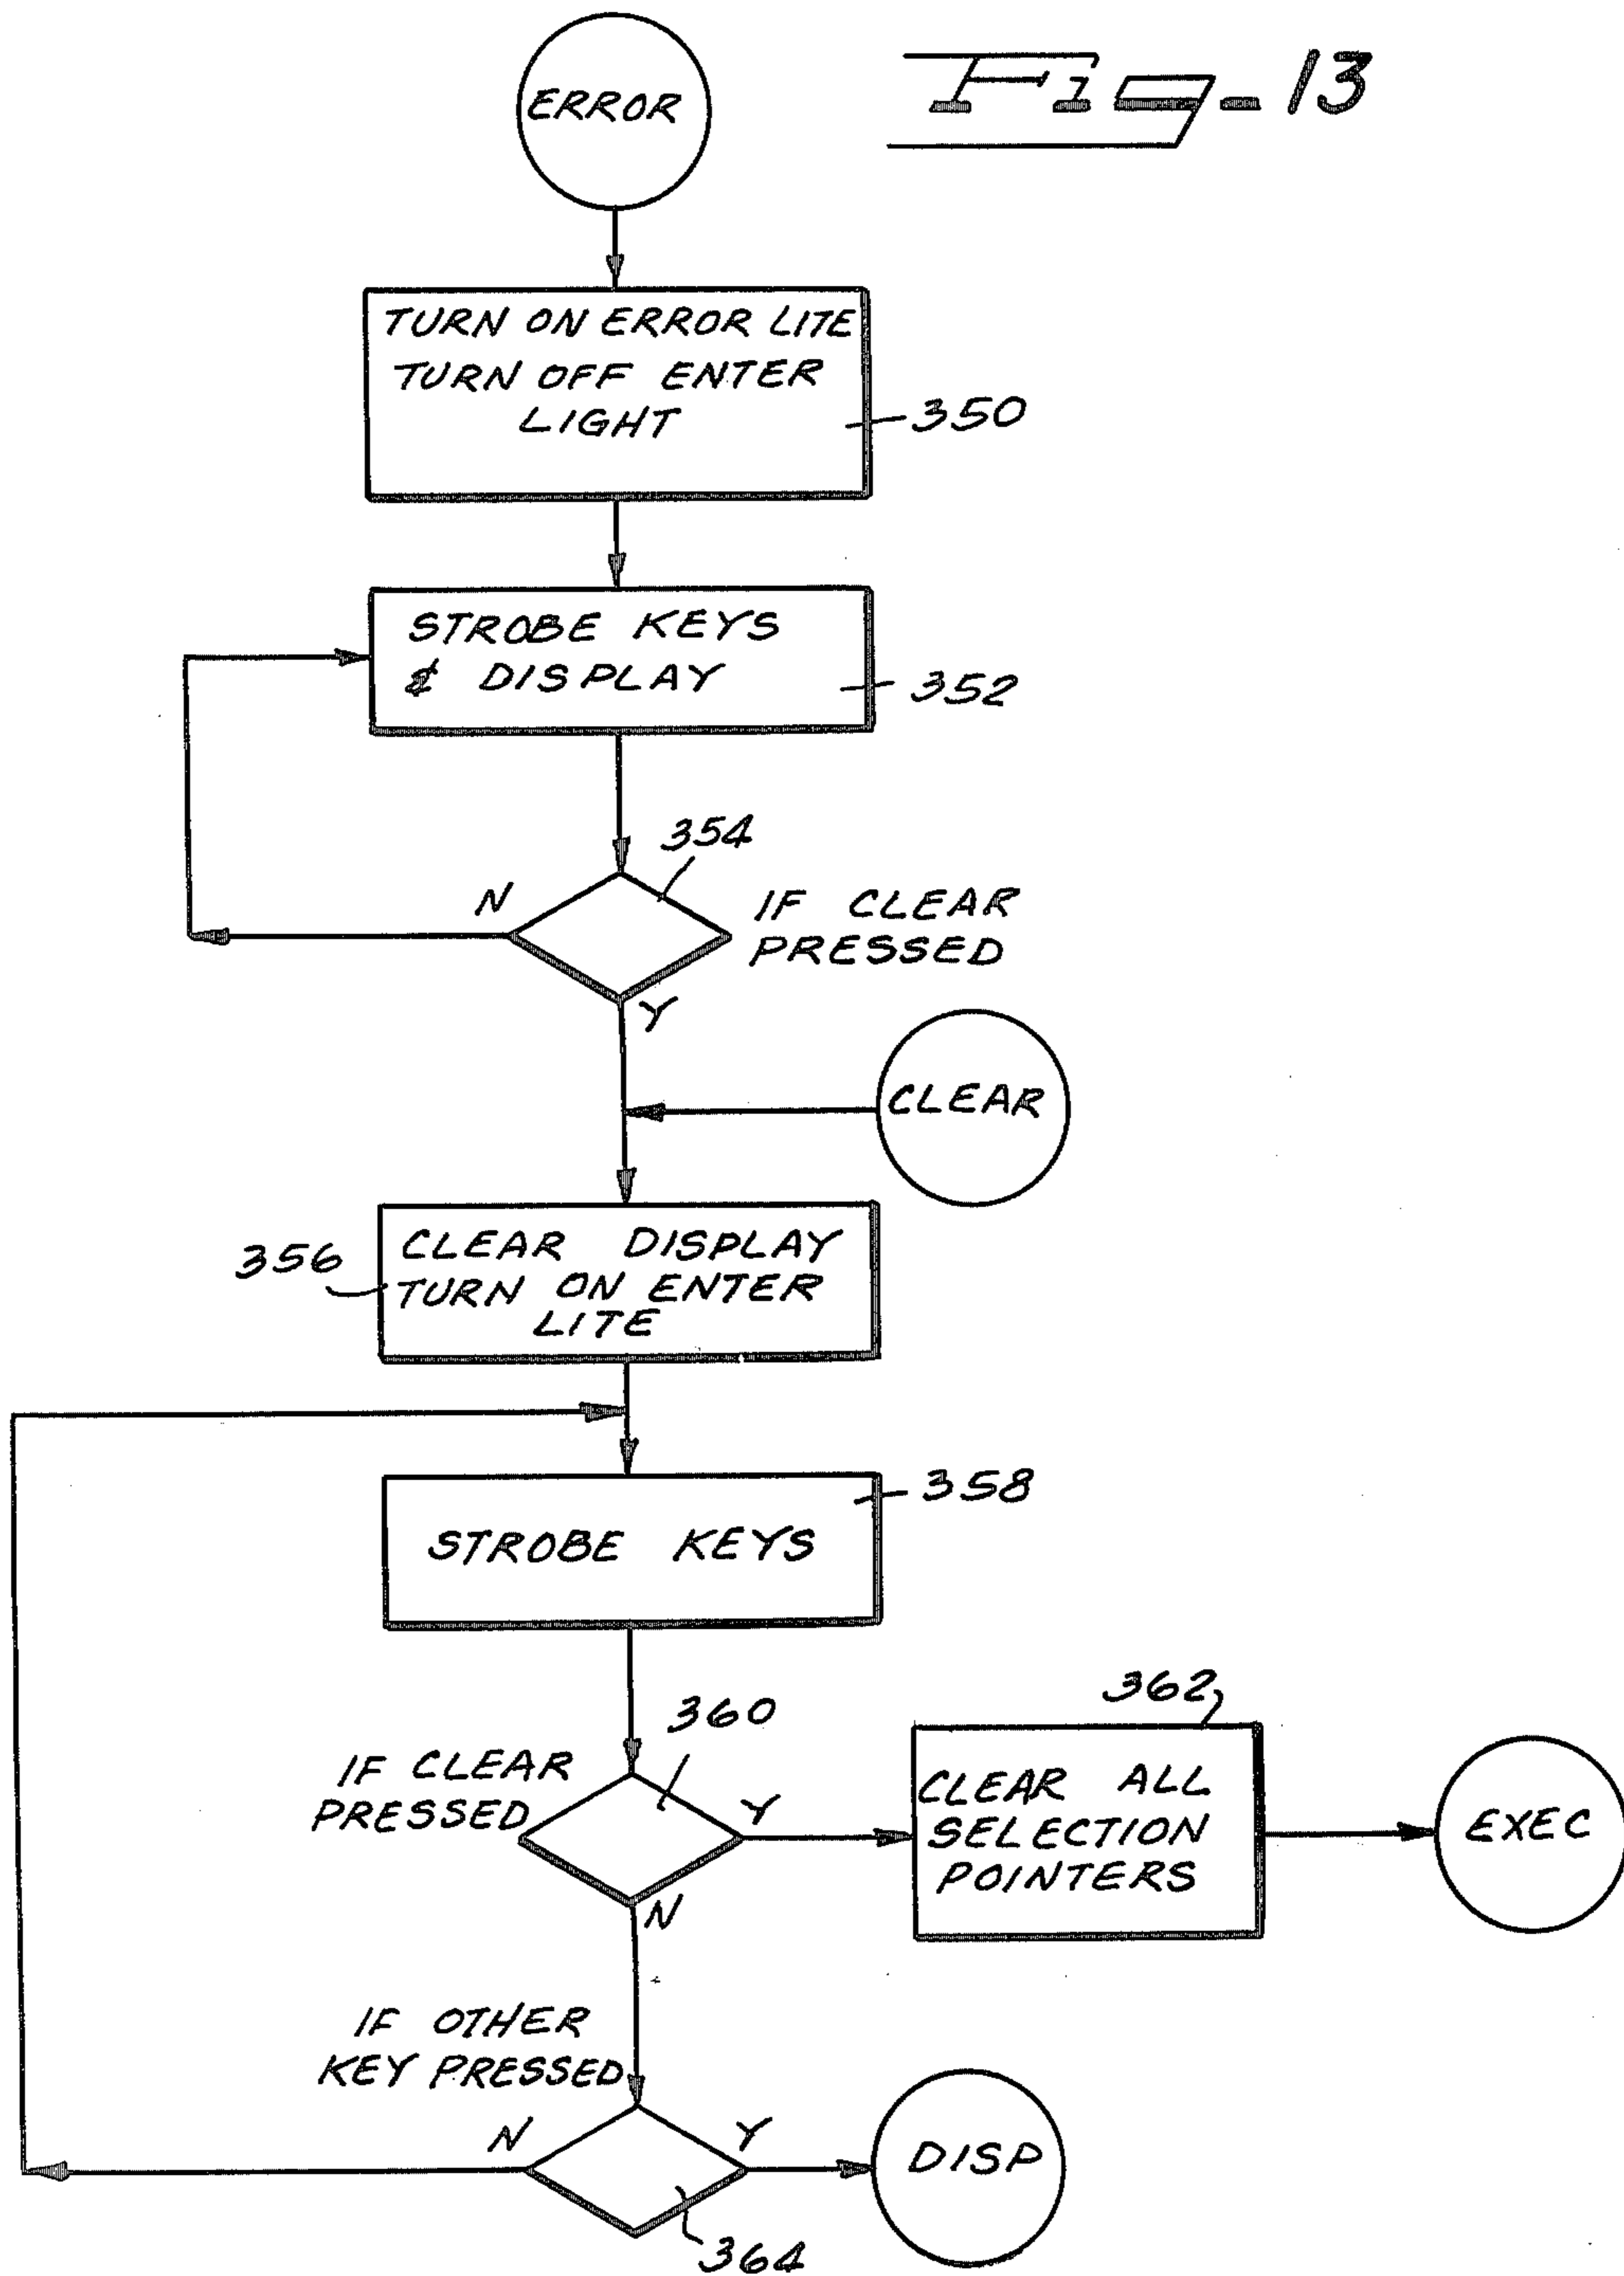 ERROR
Fig-13
TURN ON ERROR LITE
TURN OFF ENTER
LIGHT
350
STROBE KEYS
& DISPLAY
352
354
N
IF CLEAR
PRESSED
Y
CLEAR
356
CLEAR DISPLAY
TURN ON ENTER
LITE
358
STROBE KEYS
360
362
IF CLEAR
PRESSED
Y
CLEAR ALL
SELECTION
POINTERS
EXEC
N
IF OTHER
KEY PRESSED
N
Y
DISP
364